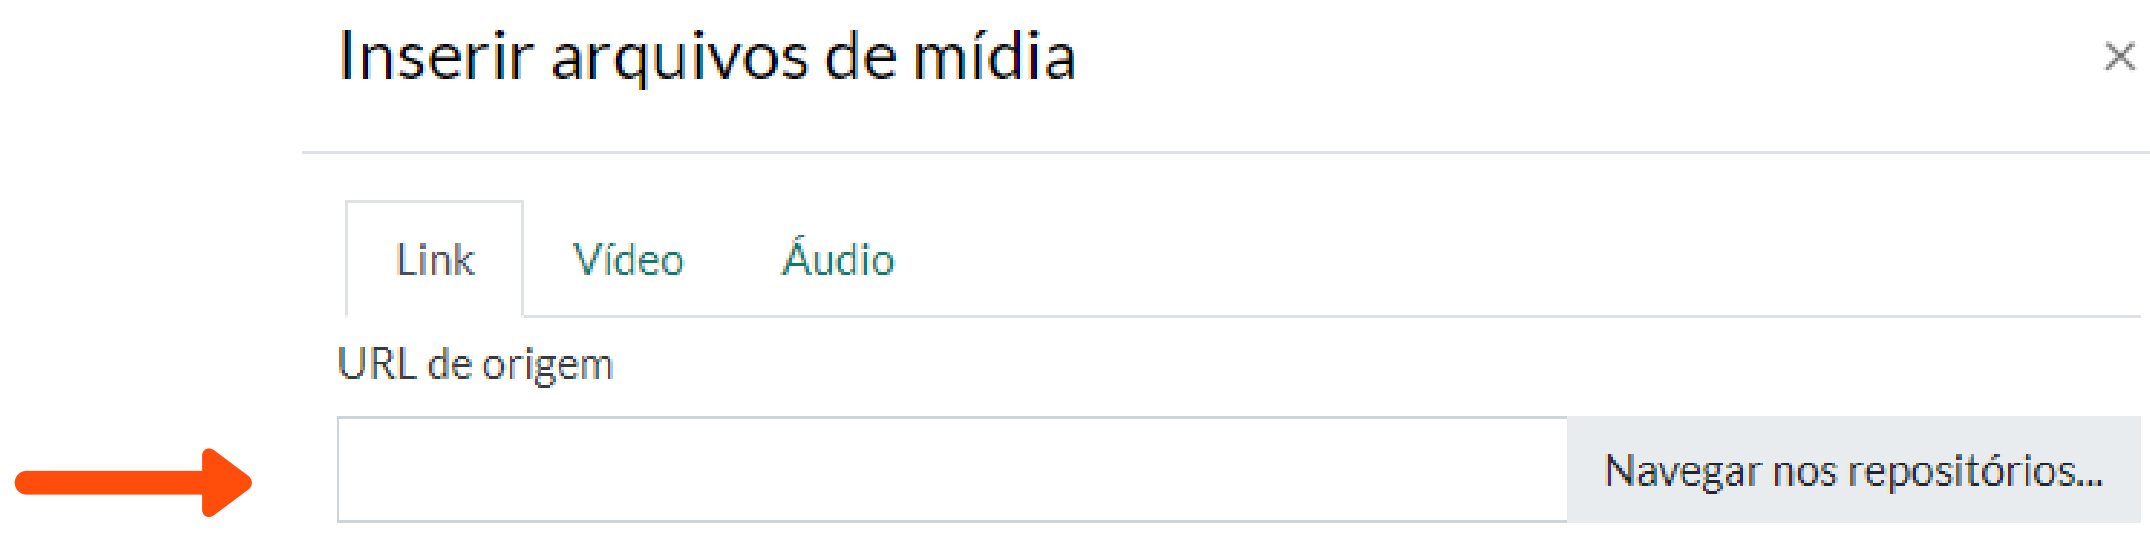 Inserir arquivos de mídia
Link Vídeo Áudio
URL de origem
Navegar nos repositórios...